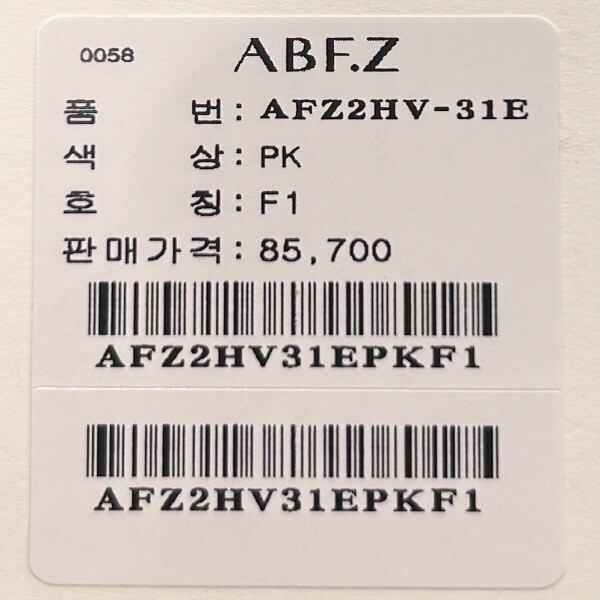 0058 ABF.Z
품 번 : AFZ2HV-31E
색 상 : PK
호 칭 : F1
판매가격 : 85,700
AFZ2HV31EPKF1
AFZ2HV31EPKF1